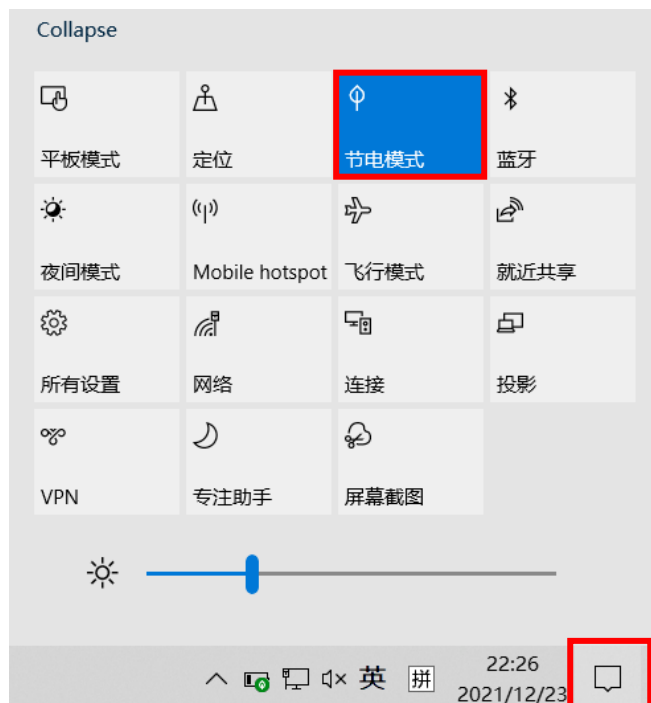 Collapse
平板模式
定位
节电模式
蓝牙
夜间模式
Mobile hotspot
飞行模式
就近共享
所有设置
网络
连接
投影
VPN
专注助手
屏幕截图
英
拼
22:26
2021/12/23